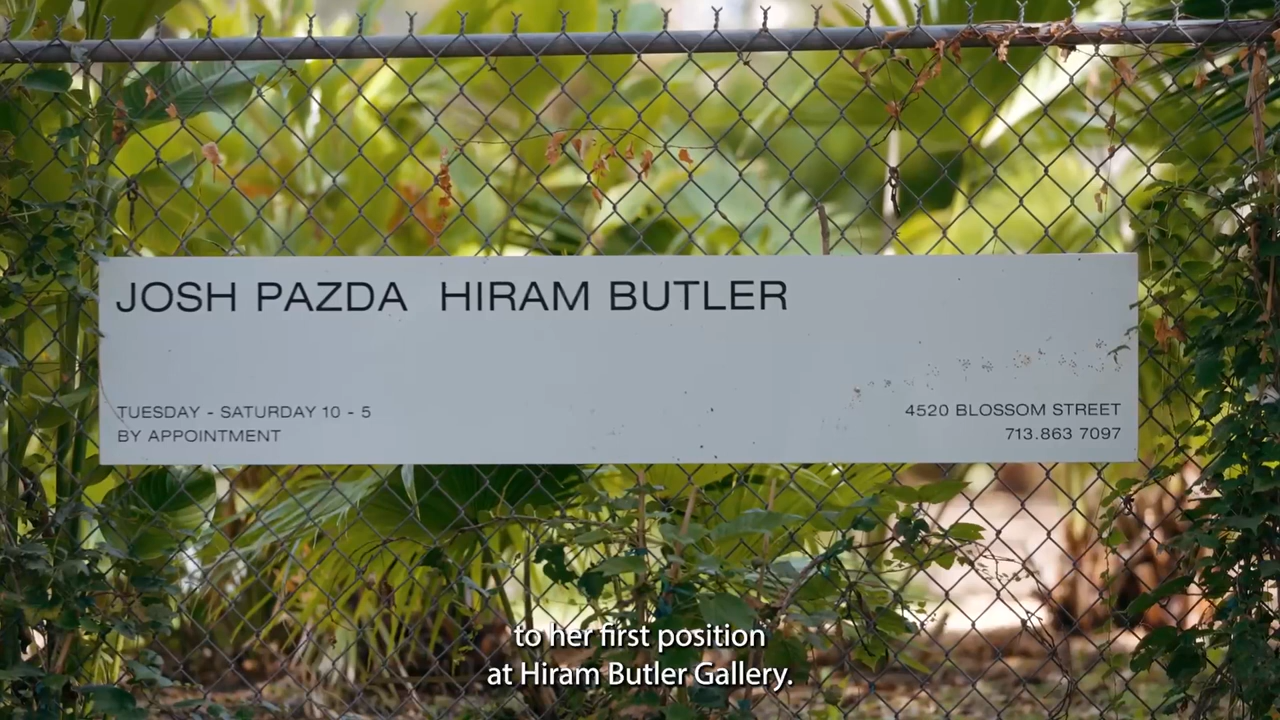 JOSH PAZDA  HIRAM BUTLER
TUESDAY - SATURDAY 10 - 5
BY APPOINTMENT
4520 BLOSSOM STREET
713.863 7097
to her first position
at Hiram Butler Gallery.